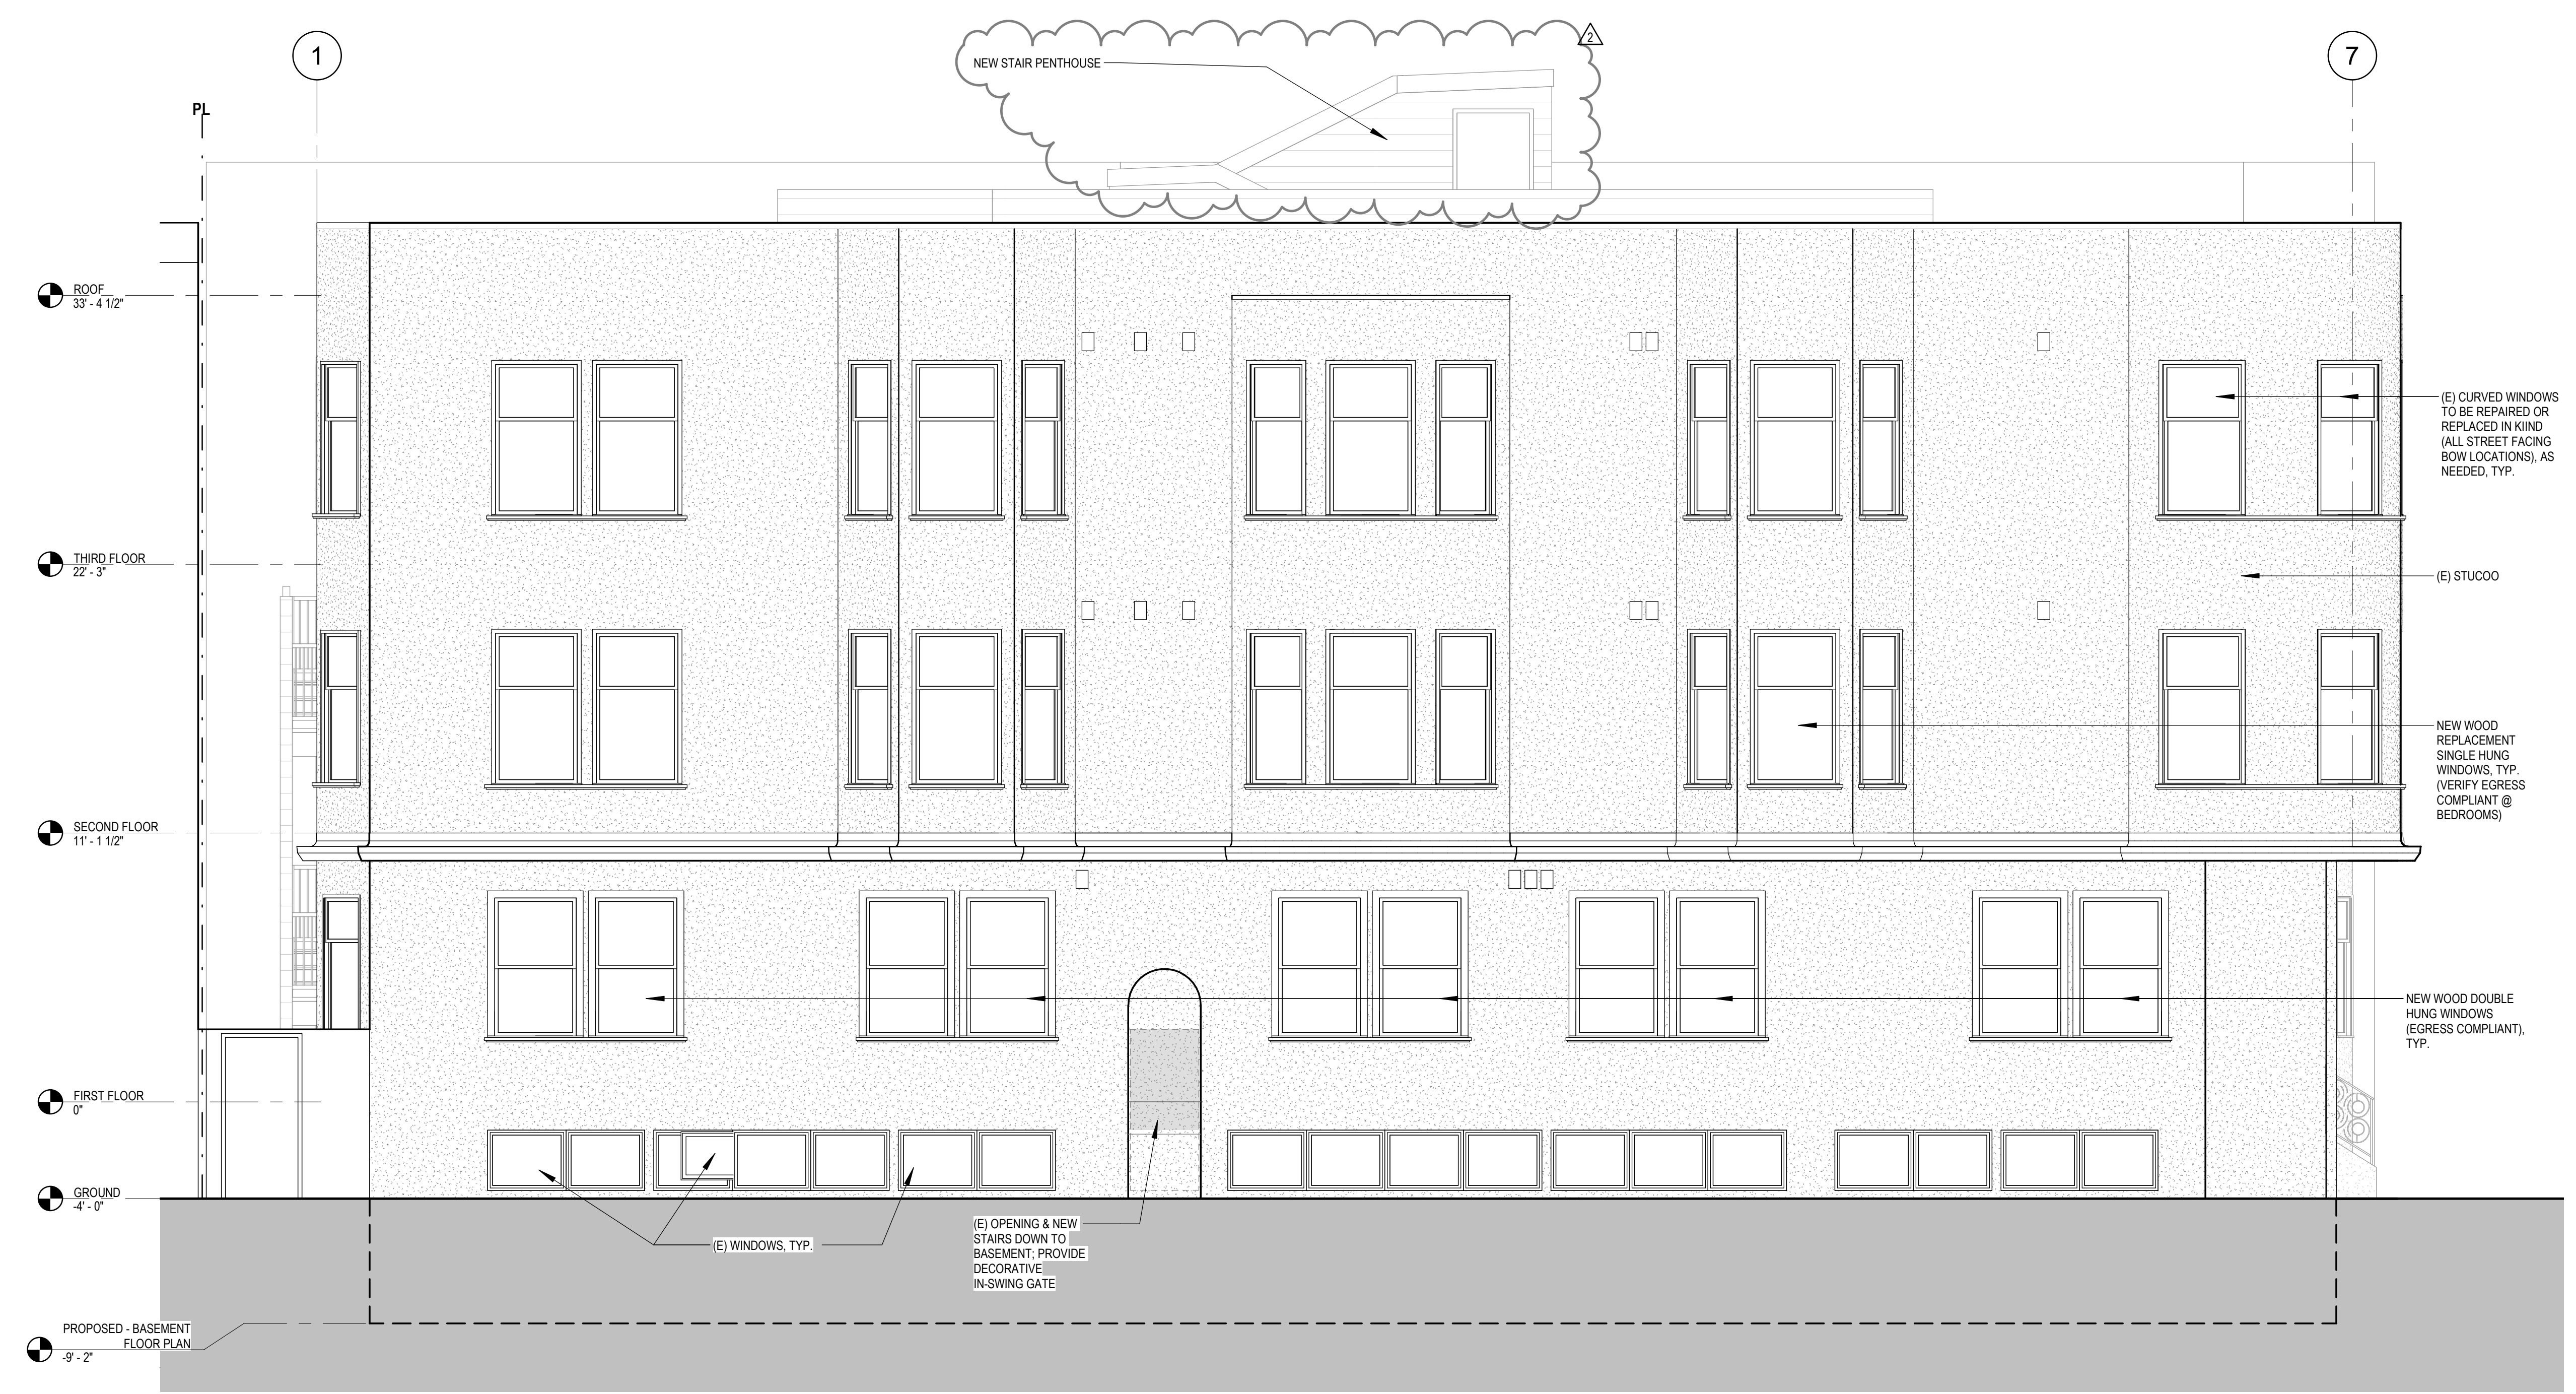 1
7
2
NEW STAIR PENTHOUSE
PL
ROOF
33' - 4 1/2"
THIRD FLOOR
22' - 3"
SECOND FLOOR
11' - 1 1/2"
FIRST FLOOR
0"
GROUND
-4' - 0"
PROPOSED - BASEMENT
FLOOR PLAN
-9' - 2"
(E) CURVED WINDOWS
TO BE REPAIRED OR
REPLACED IN KIIND
(ALL STREET FACING
BOW LOCATIONS), AS
NEEDED, TYP.
(E) STUCOO
NEW WOOD
REPLACEMENT
SINGLE HUNG
WINDOWS, TYP.
(VERIFY EGRESS
COMPLIANT @
BEDROOMS)
NEW WOOD DOUBLE
HUNG WINDOWS
(EGRESS COMPLIANT),
TYP.
(E) WINDOWS, TYP.
(E) OPENING & NEW
STAIRS DOWN TO
BASEMENT; PROVIDE
DECORATIVE
IN-SWING GATE